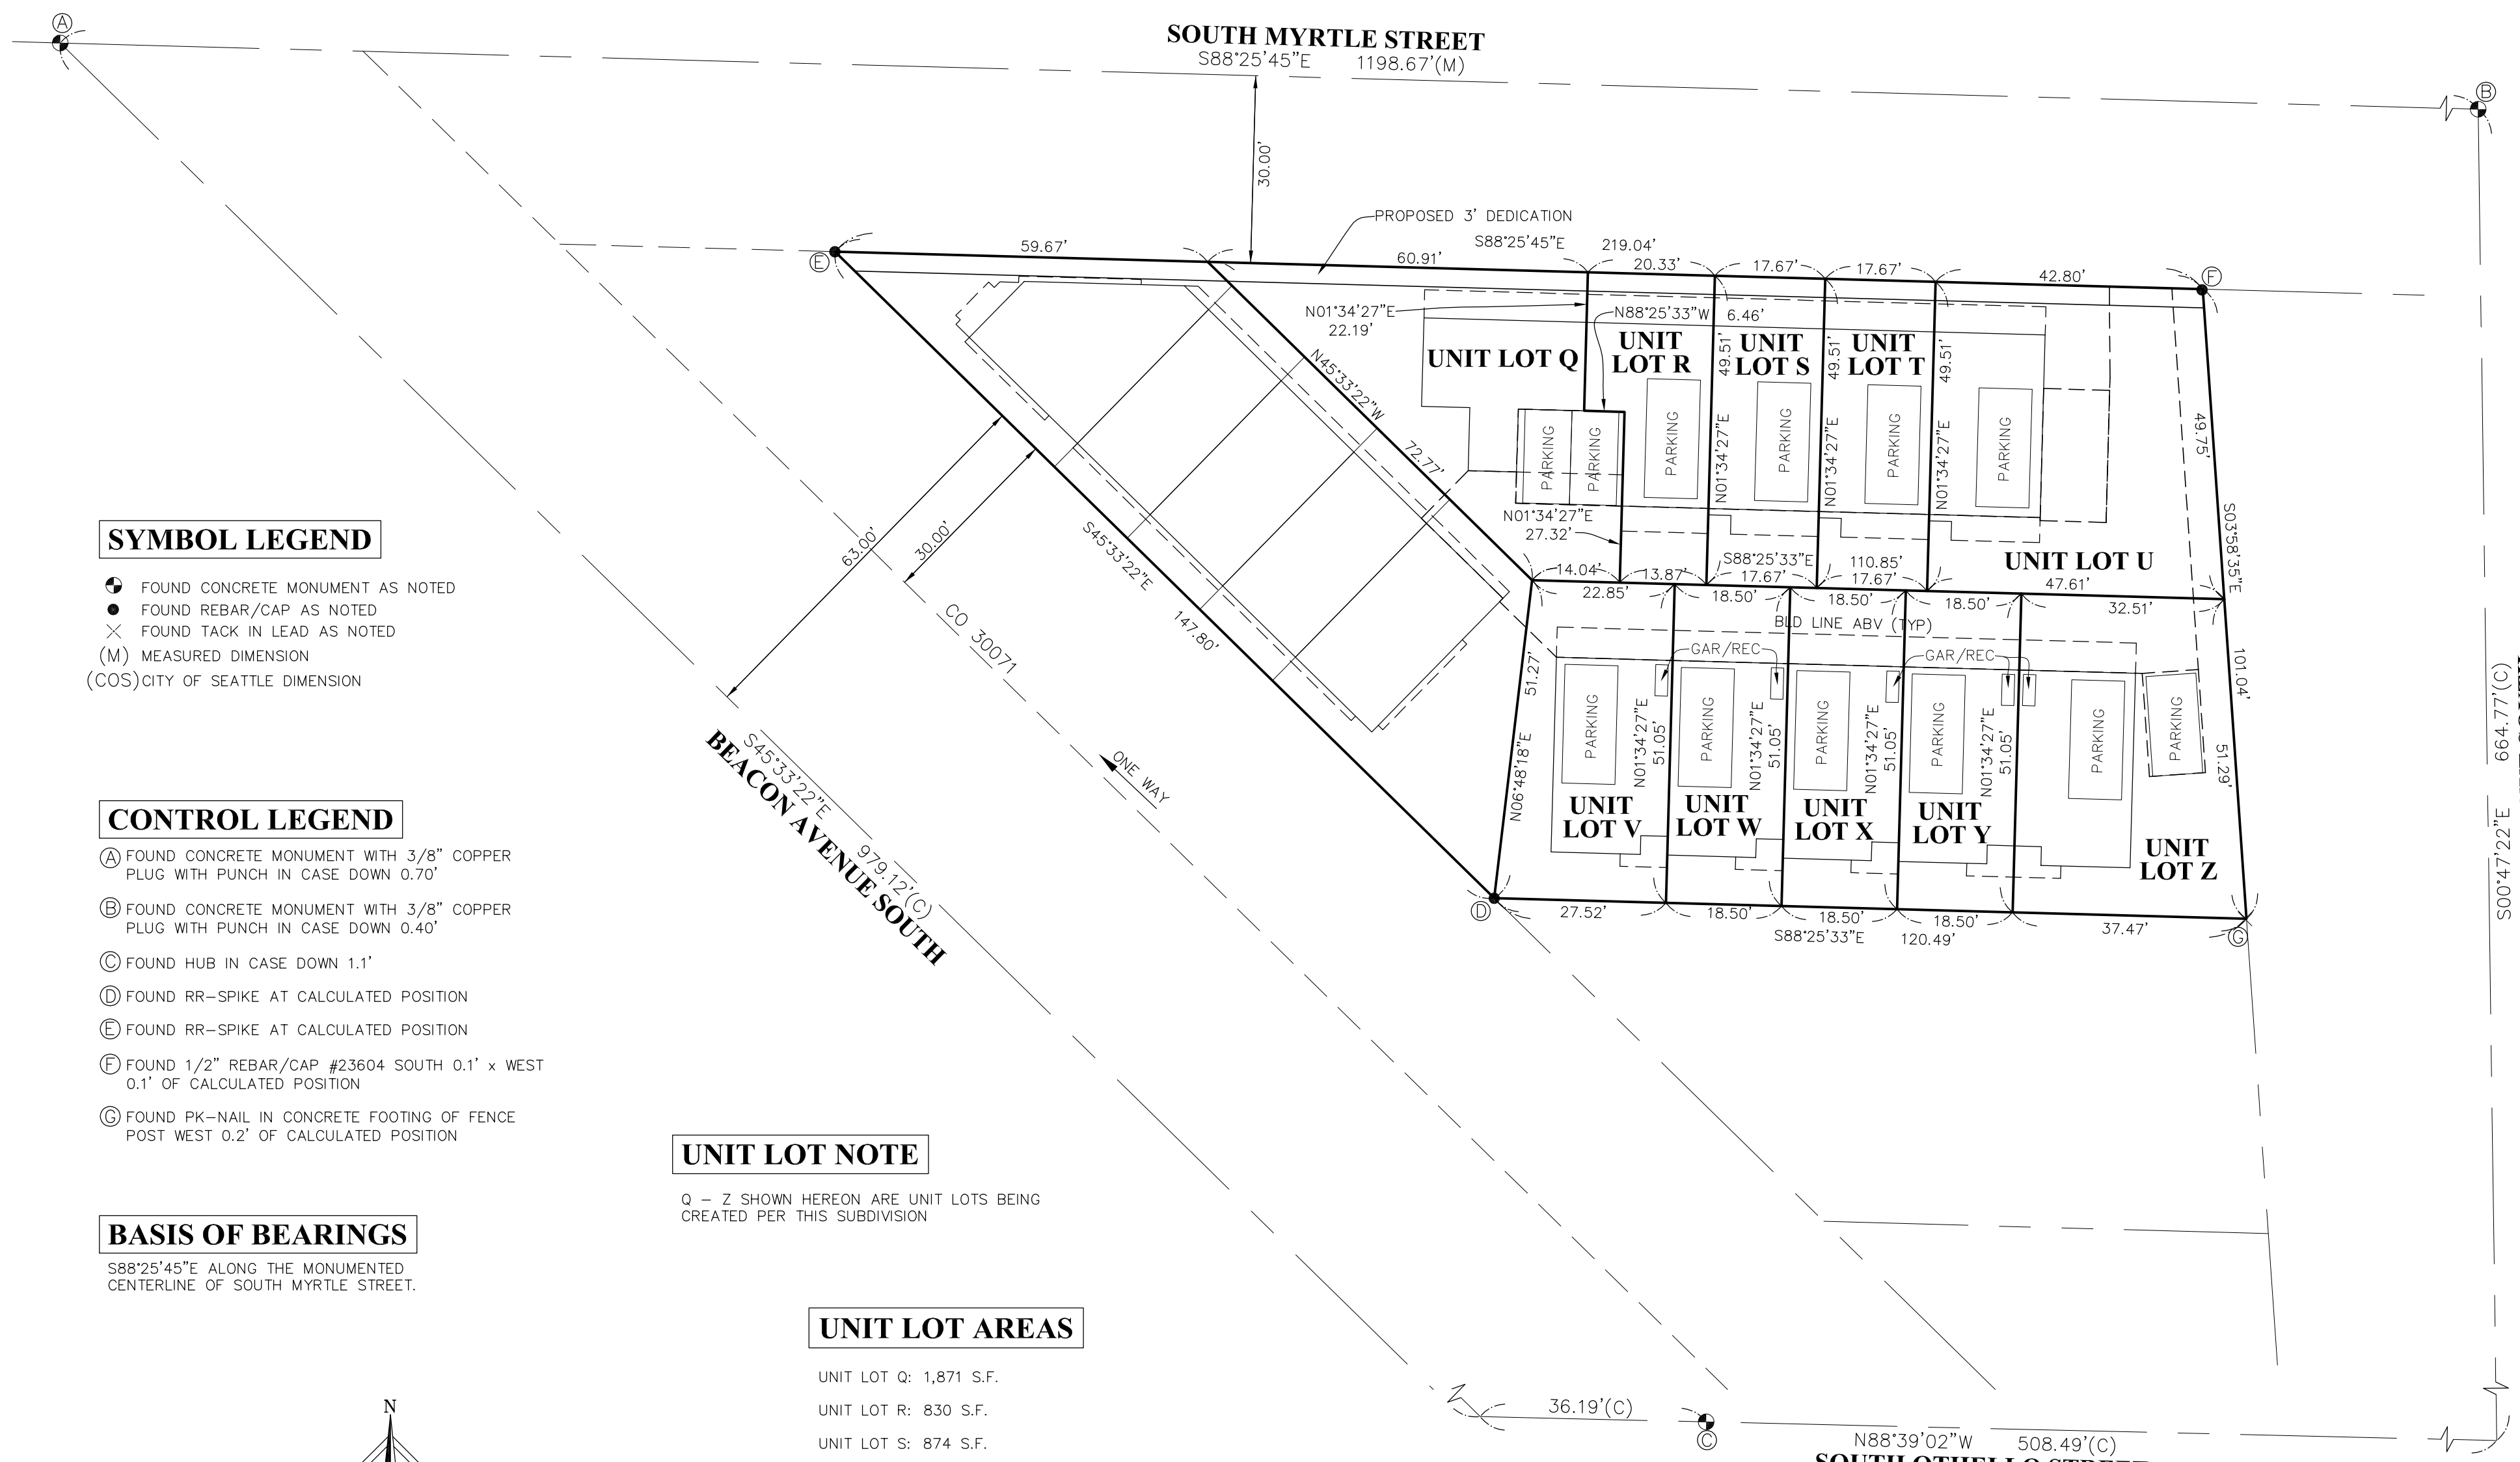 Ⓐ
SOUTH MYRTLE STREET
S88°25'45"E 1198.67'(M)
Ⓑ
30.00'
PROPOSED 3' DEDICATION
S88°25'45"E 219.04'
Ⓔ
59.67'
60.91'
20.33'
17.67'
17.67'
42.80'
Ⓕ
N01°34'27"E
22.19'
N88°25'33"W 6.46'
UNIT LOT Q
UNIT
LOT R
UNIT
LOT S
UNIT
LOT T
49.51'
N01°34'27"E
49.51'
N01°34'27"E
49.51'
N01°34'27"E
N45°33'22"W
72.77'
PARKING
PARKING
PARKING
PARKING
PARKING
PARKING
49.75'
S03°58'35"E
101.04'
51.29'
N01°34'27"E
27.32'
UNIT LOT U
S88°25'33"E 110.85'
14.04'
13.87'
17.67'
17.67'
47.61'
22.85'
18.50'
18.50'
18.50'
32.51'
BLD LINE ABV (TYP)
GAR/REC
GAR/REC
63.00'
30.00'
S45°33'22"E
147.80'
CO 30071
ONE WAY
S45°33'22"E 979.12'(C)
BEACON AVENUE SOUTH
51.27'
N06°48'18"E
PARKING
N01°34'27"E
51.05'
PARKING
N01°34'27"E
51.05'
PARKING
N01°34'27"E
51.05'
PARKING
N01°34'27"E
51.05'
PARKING
PARKING
UNIT
LOT V
UNIT
LOT W
UNIT
LOT X
UNIT
LOT Y
UNIT
LOT Z
Ⓓ
27.52'
18.50'
18.50'
18.50'
37.47'
S88°25'33"E 120.49'
Ⓖ
S00°47'22"E 664.77'(C)
SYMBOL LEGEND
FOUND CONCRETE MONUMENT AS NOTED
FOUND REBAR/CAP AS NOTED
FOUND TACK IN LEAD AS NOTED
(M) MEASURED DIMENSION
(COS) CITY OF SEATTLE DIMENSION
CONTROL LEGEND
Ⓐ FOUND CONCRETE MONUMENT WITH 3/8" COPPER
PLUG WITH PUNCH IN CASE DOWN 0.70'
Ⓑ FOUND CONCRETE MONUMENT WITH 3/8" COPPER
PLUG WITH PUNCH IN CASE DOWN 0.40'
Ⓒ FOUND HUB IN CASE DOWN 1.1'
Ⓓ FOUND RR-SPIKE AT CALCULATED POSITION
Ⓔ FOUND RR-SPIKE AT CALCULATED POSITION
Ⓕ FOUND 1/2" REBAR/CAP #23604 SOUTH 0.1' x WEST
0.1' OF CALCULATED POSITION
Ⓖ FOUND PK-NAIL IN CONCRETE FOOTING OF FENCE
POST WEST 0.2' OF CALCULATED POSITION
BASIS OF BEARINGS
S88°25'45"E ALONG THE MONUMENTED
CENTERLINE OF SOUTH MYRTLE STREET.
UNIT LOT NOTE
Q - Z SHOWN HEREON ARE UNIT LOTS BEING
CREATED PER THIS SUBDIVISION
UNIT LOT AREAS
UNIT LOT Q: 1,871 S.F.
UNIT LOT R: 830 S.F.
UNIT LOT S: 874 S.F.
N
36.19'(C)
Ⓒ
N88°39'02"W 508.49'(C)
SOUTH OTHELLO STREET